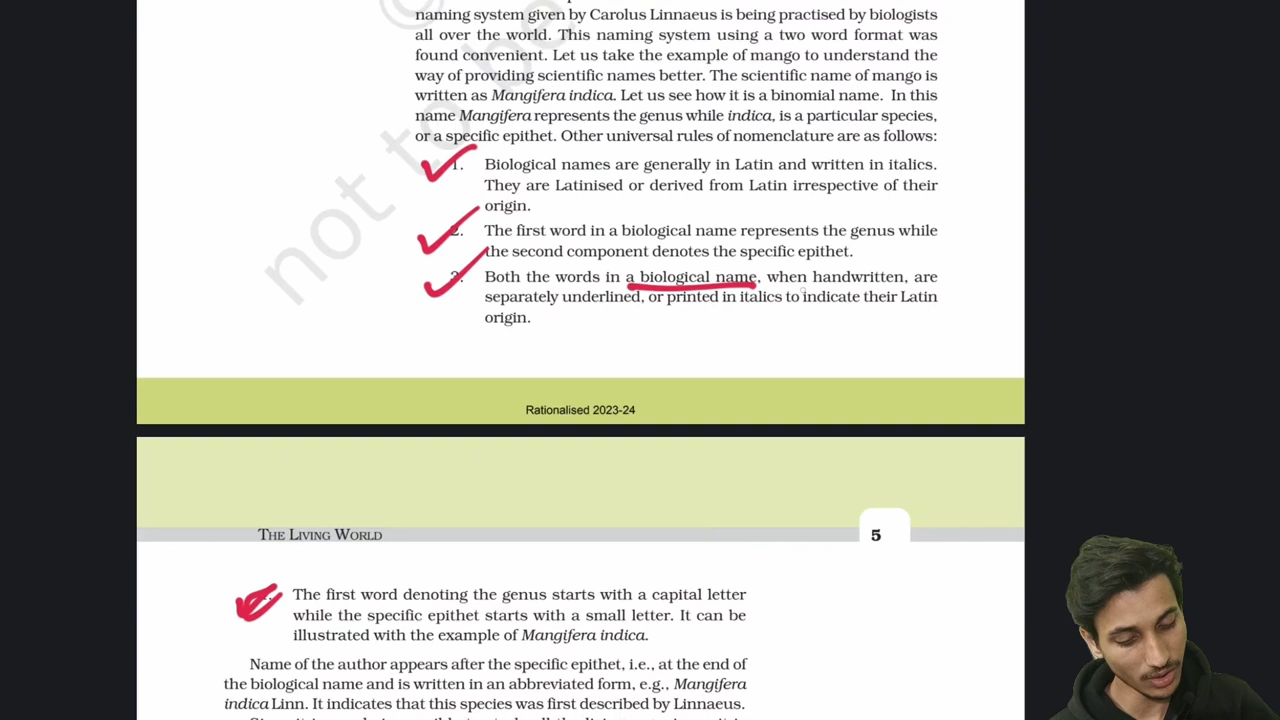 naming system given by Carolus Linnaeus is being practised by biologists
all over the world. This naming system using a two word format was
found convenient. Let us take the example of mango to understand the
way of providing scientific names better. The scientific name of mango is
written as Mangifera indica. Let us see how it is a binomial name. In this
name Mangifera represents the genus while indica, is a particular species,
or a specific epithet. Other universal rules of nomenclature are as follows:
1. Biological names are generally in Latin and written in italics.
They are Latinised or derived from Latin irrespective of their
origin.
2. The first word in a biological name represents the genus while
the second component denotes the specific epithet.
3. Both the words in a biological name, when handwritten, are
separately underlined, or printed in italics to indicate their Latin
origin.
not to be
Rationalised 2023-24
THE LIVING WORLD
5
The first word denoting the genus starts with a capital letter
while the specific epithet starts with a small letter. It can be
illustrated with the example of Mangifera indica.
Name of the author appears after the specific epithet, i.e., at the end of
the biological name and is written in an abbreviated form, e.g., Mangifera
indica Linn. It indicates that this species was first described by Linnaeus.